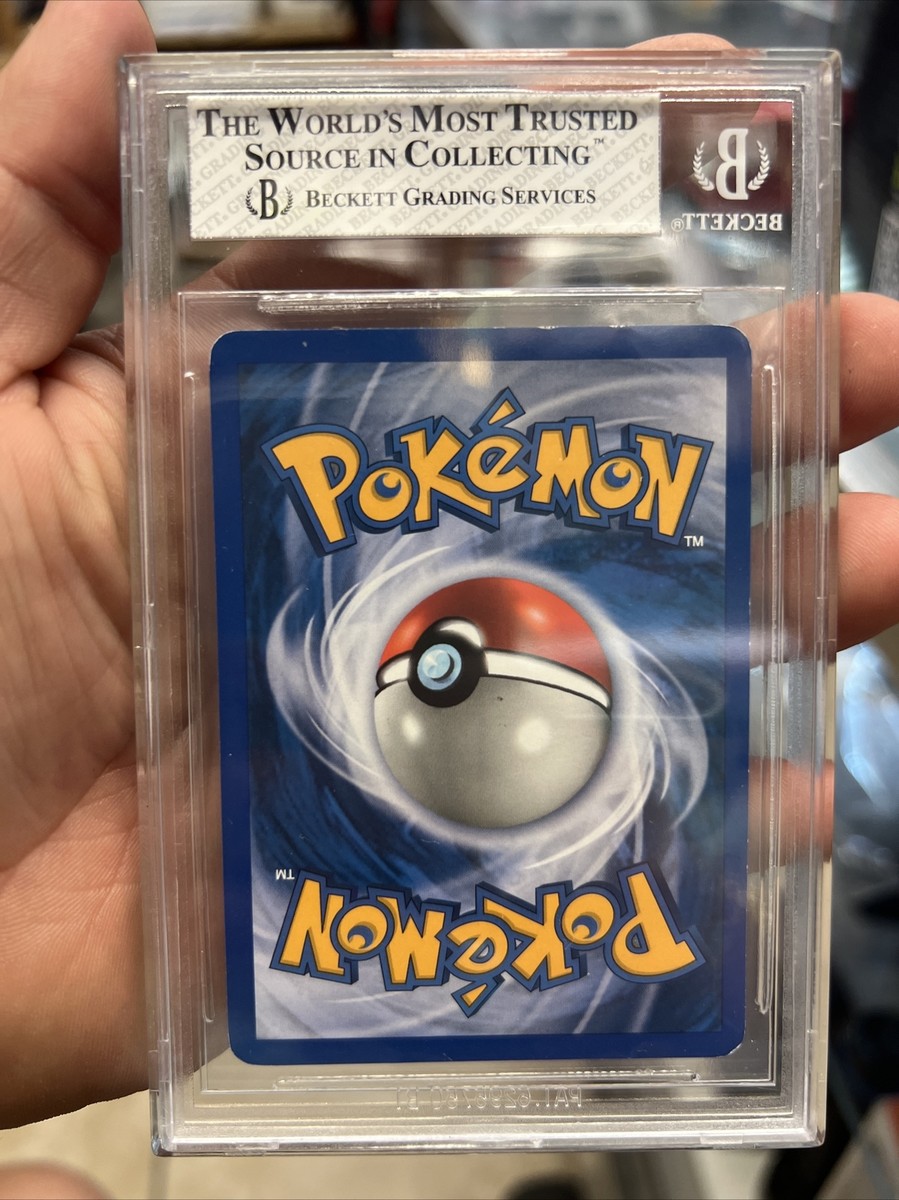 THE WORLD'S MOST TRUSTED
SOURCE IN COLLECTING™
B BECKETT GRADING SERVICES
B
BECKETT®
POKéMON
TM
TM
POKéMON